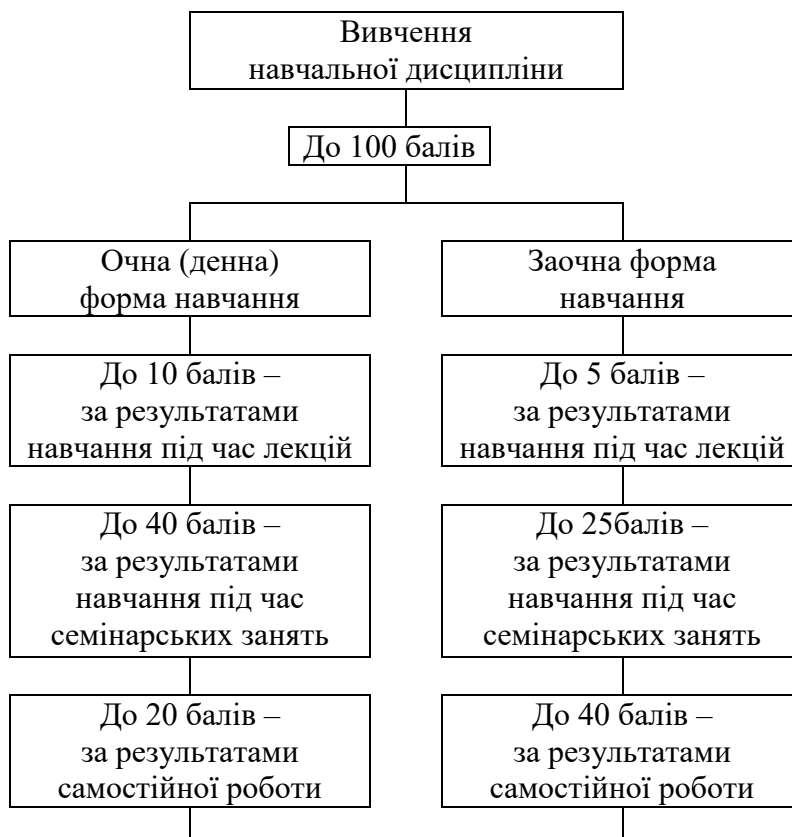 Вивчення
навчальної дисципліни
До 100 балів
Очна (денна)
форма навчання
Заочна форма
навчання
До 10 балів –
за результатами
навчання під час лекцій
До 5 балів –
за результатами
навчання під час лекцій
До 40 балів –
за результатами
навчання під час
семінарських занять
До 25балів –
за результатами
навчання під час
семінарських занять
До 20 балів –
за результатами
самостійної роботи
До 40 балів –
за результатами
самостійної роботи